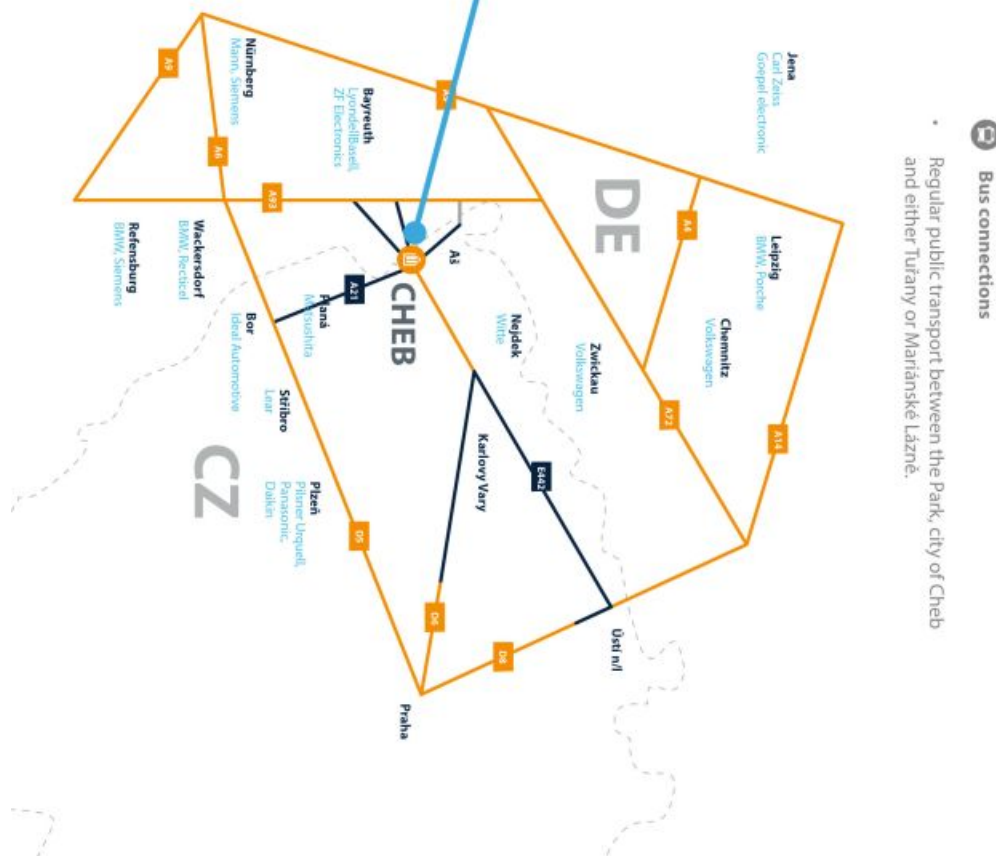 Bus connections
• Regular public transport between the Park, city of Cheb
and either Tuřany or Mariánské Lázně.
Jena
Carl Zeiss
Goepel electronic
Leipzig
BMW, Porche
A14
A4
Chemnitz
Volkswagen
DE
A72
Zwickau
Volkswagen
Ústí n/l
Nejdek
Witte
E442
D8
Aš
Karlovy Vary
D6
CHEB
Praha
Bayreuth
LyondellBasell,
ZF Electronics
A21
Planá
Matsushita
D5
Plzeň
Pilsner Urquell,
Panasonic,
Daikin
Stříbro
Lear
Nürnberg
Mann, Siemens
A93
Bor
Ideal Automotive
CZ
A6
Wackersdorf
BMW, Recticel
A9
Refensburg
BMW, Siemens